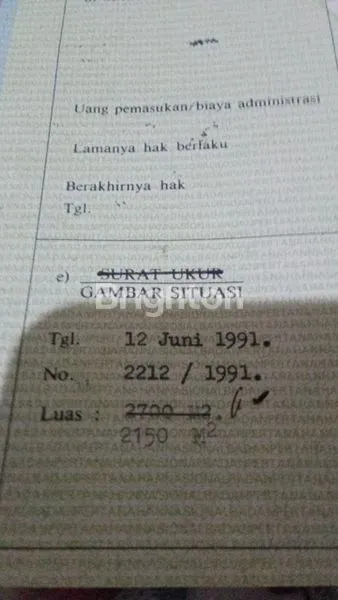 Uang pemasukan/biaya administrasi
Lamanya hak berlaku
Berakhirnya hak
Tgl.
e) SURAT UKUR
GAMBAR SITUASI
Brighton
Tgl. 12 Juni 1991.
No. 2212 / 1991.
Luas : 2700 M2.
2150 M2